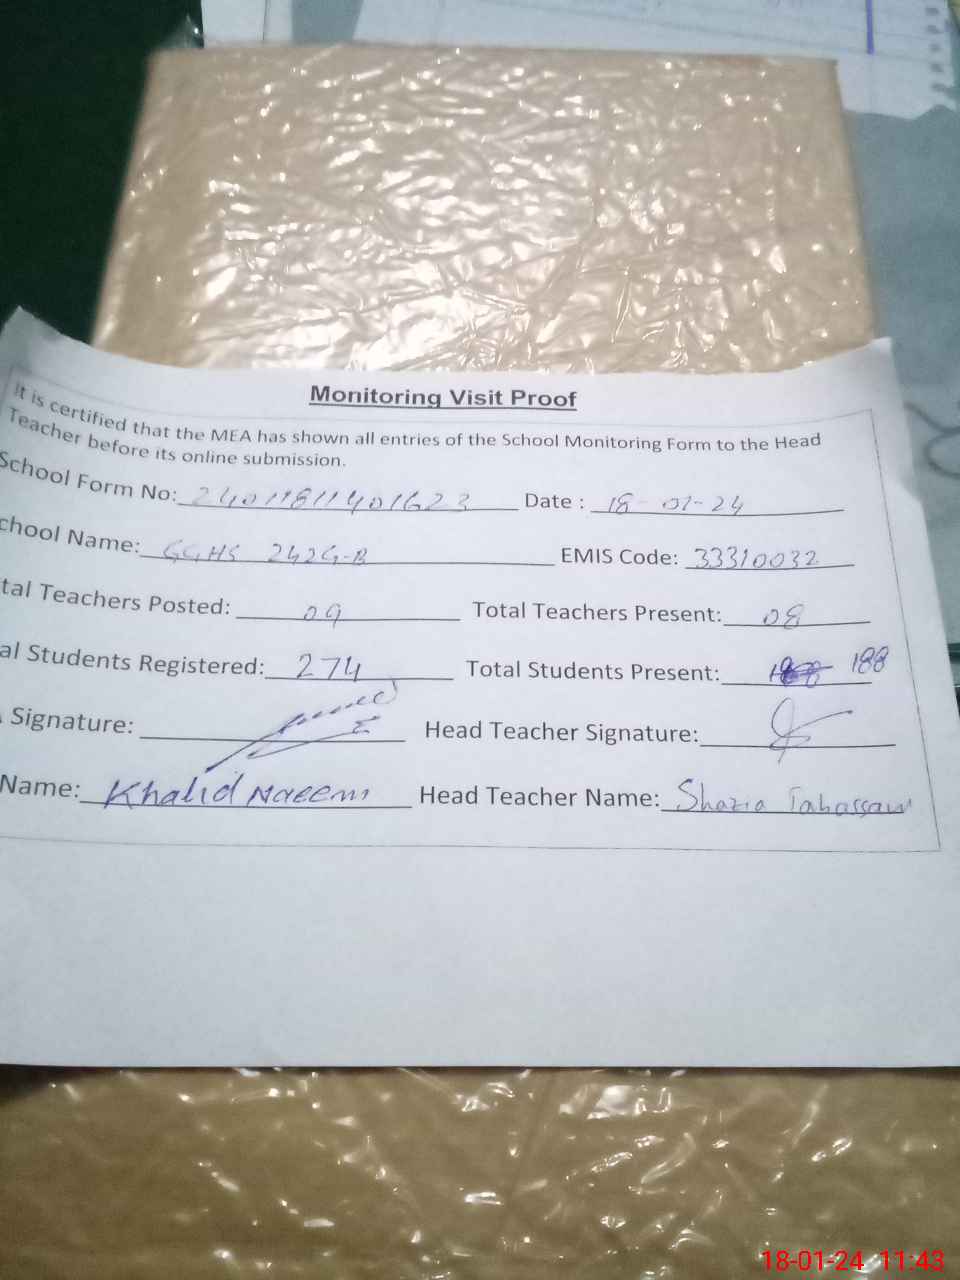 Monitoring Visit Proof
It is certified that the MEA has shown all entries of the School Monitoring Form to the Head
Teacher before its online submission.
School Form No: 24011811401623 Date : 18-01-24
chool Name: GGHS 242G-B EMIS Code: 33310032
tal Teachers Posted: 09 Total Teachers Present: 08
al Students Registered: 274 Total Students Present: 188
Signature: Head Teacher Signature:
Name: Khalid Naeem Head Teacher Name: Shazia Tabassam
18-01-24 11:43